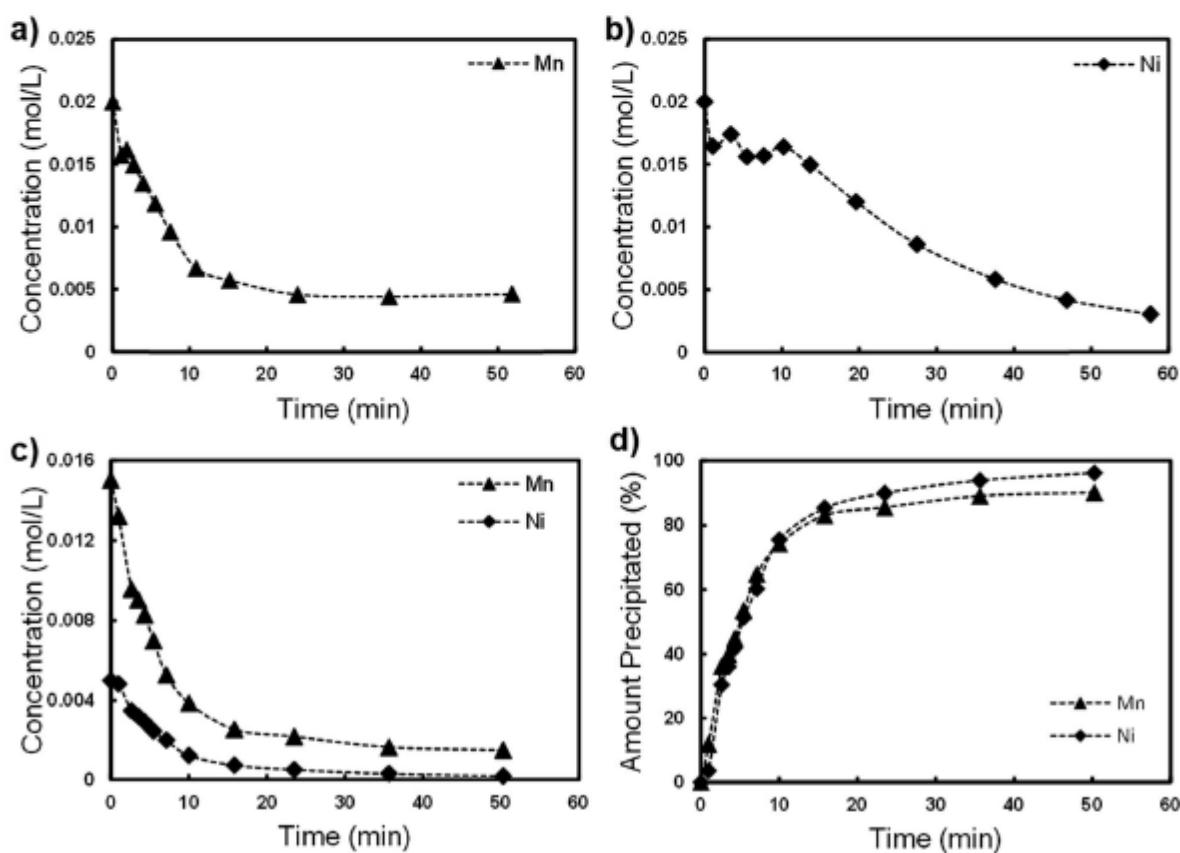 a)
0.025
0.02
0.015
0.01
0.005
0
Concentration (mol/L)
Mn
0 10 20 30 40 50 60
Time (min)
b)
0.025
0.02
0.015
0.01
0.005
0
Concentration (mol/L)
Ni
0 10 20 30 40 50 60
Time (min)
c)
0.016
0.012
0.008
0.004
0
Concentration (mol/L)
Mn
Ni
0 10 20 30 40 50 60
Time (min)
d)
100
80
60
40
20
0
Amount Precipitated (%)
Mn
Ni
0 10 20 30 40 50 60
Time (min)